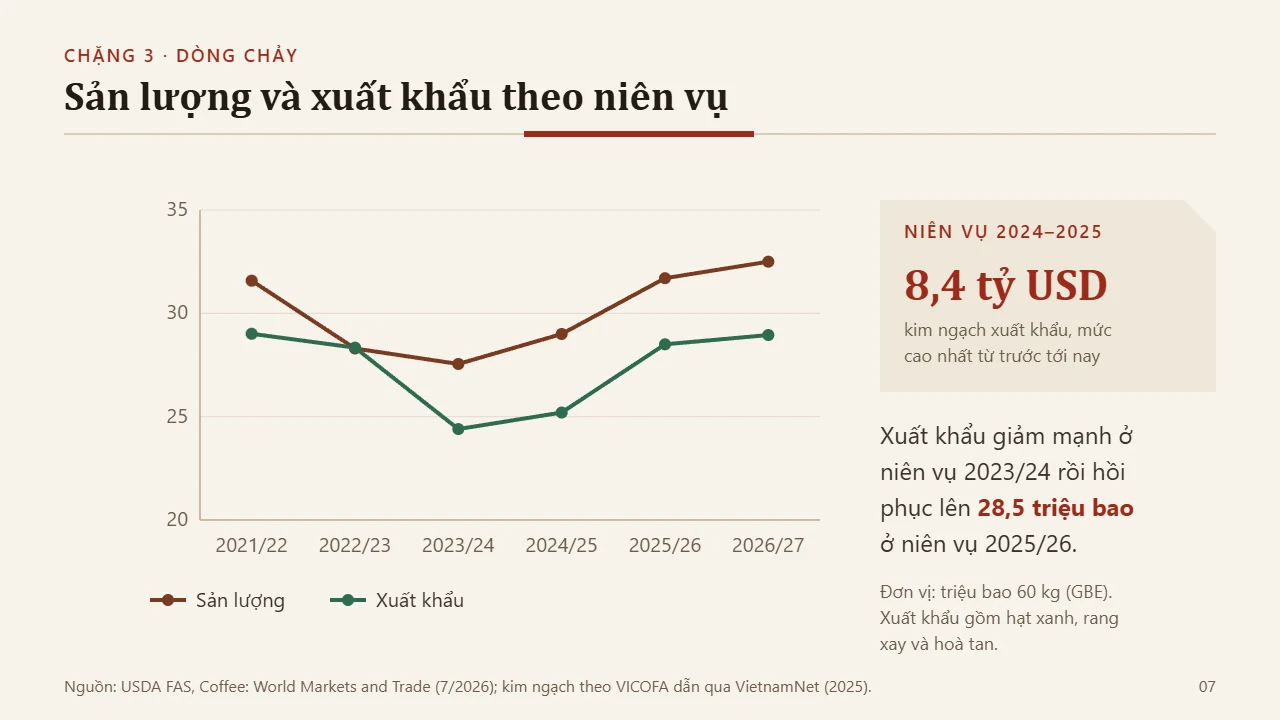 CHẶNG 3 · DÒNG CHẢY
Sản lượng và xuất khẩu theo niên vụ
35
30
25
20
2021/22
2022/23
2023/24
2024/25
2025/26
2026/27
Sản lượng
Xuất khẩu
NIÊN VỤ 2024–2025
8,4 tỷ USD
kim ngạch xuất khẩu, mức
cao nhất từ trước tới nay
Xuất khẩu giảm mạnh ở
niên vụ 2023/24 rồi hồi
phục lên 28,5 triệu bao
ở niên vụ 2025/26.
Đơn vị: triệu bao 60 kg (GBE).
Xuất khẩu gồm hạt xanh, rang
xay và hoà tan.
Nguồn: USDA FAS, Coffee: World Markets and Trade (7/2026); kim ngạch theo VICOFA dẫn qua VietnamNet (2025).
07